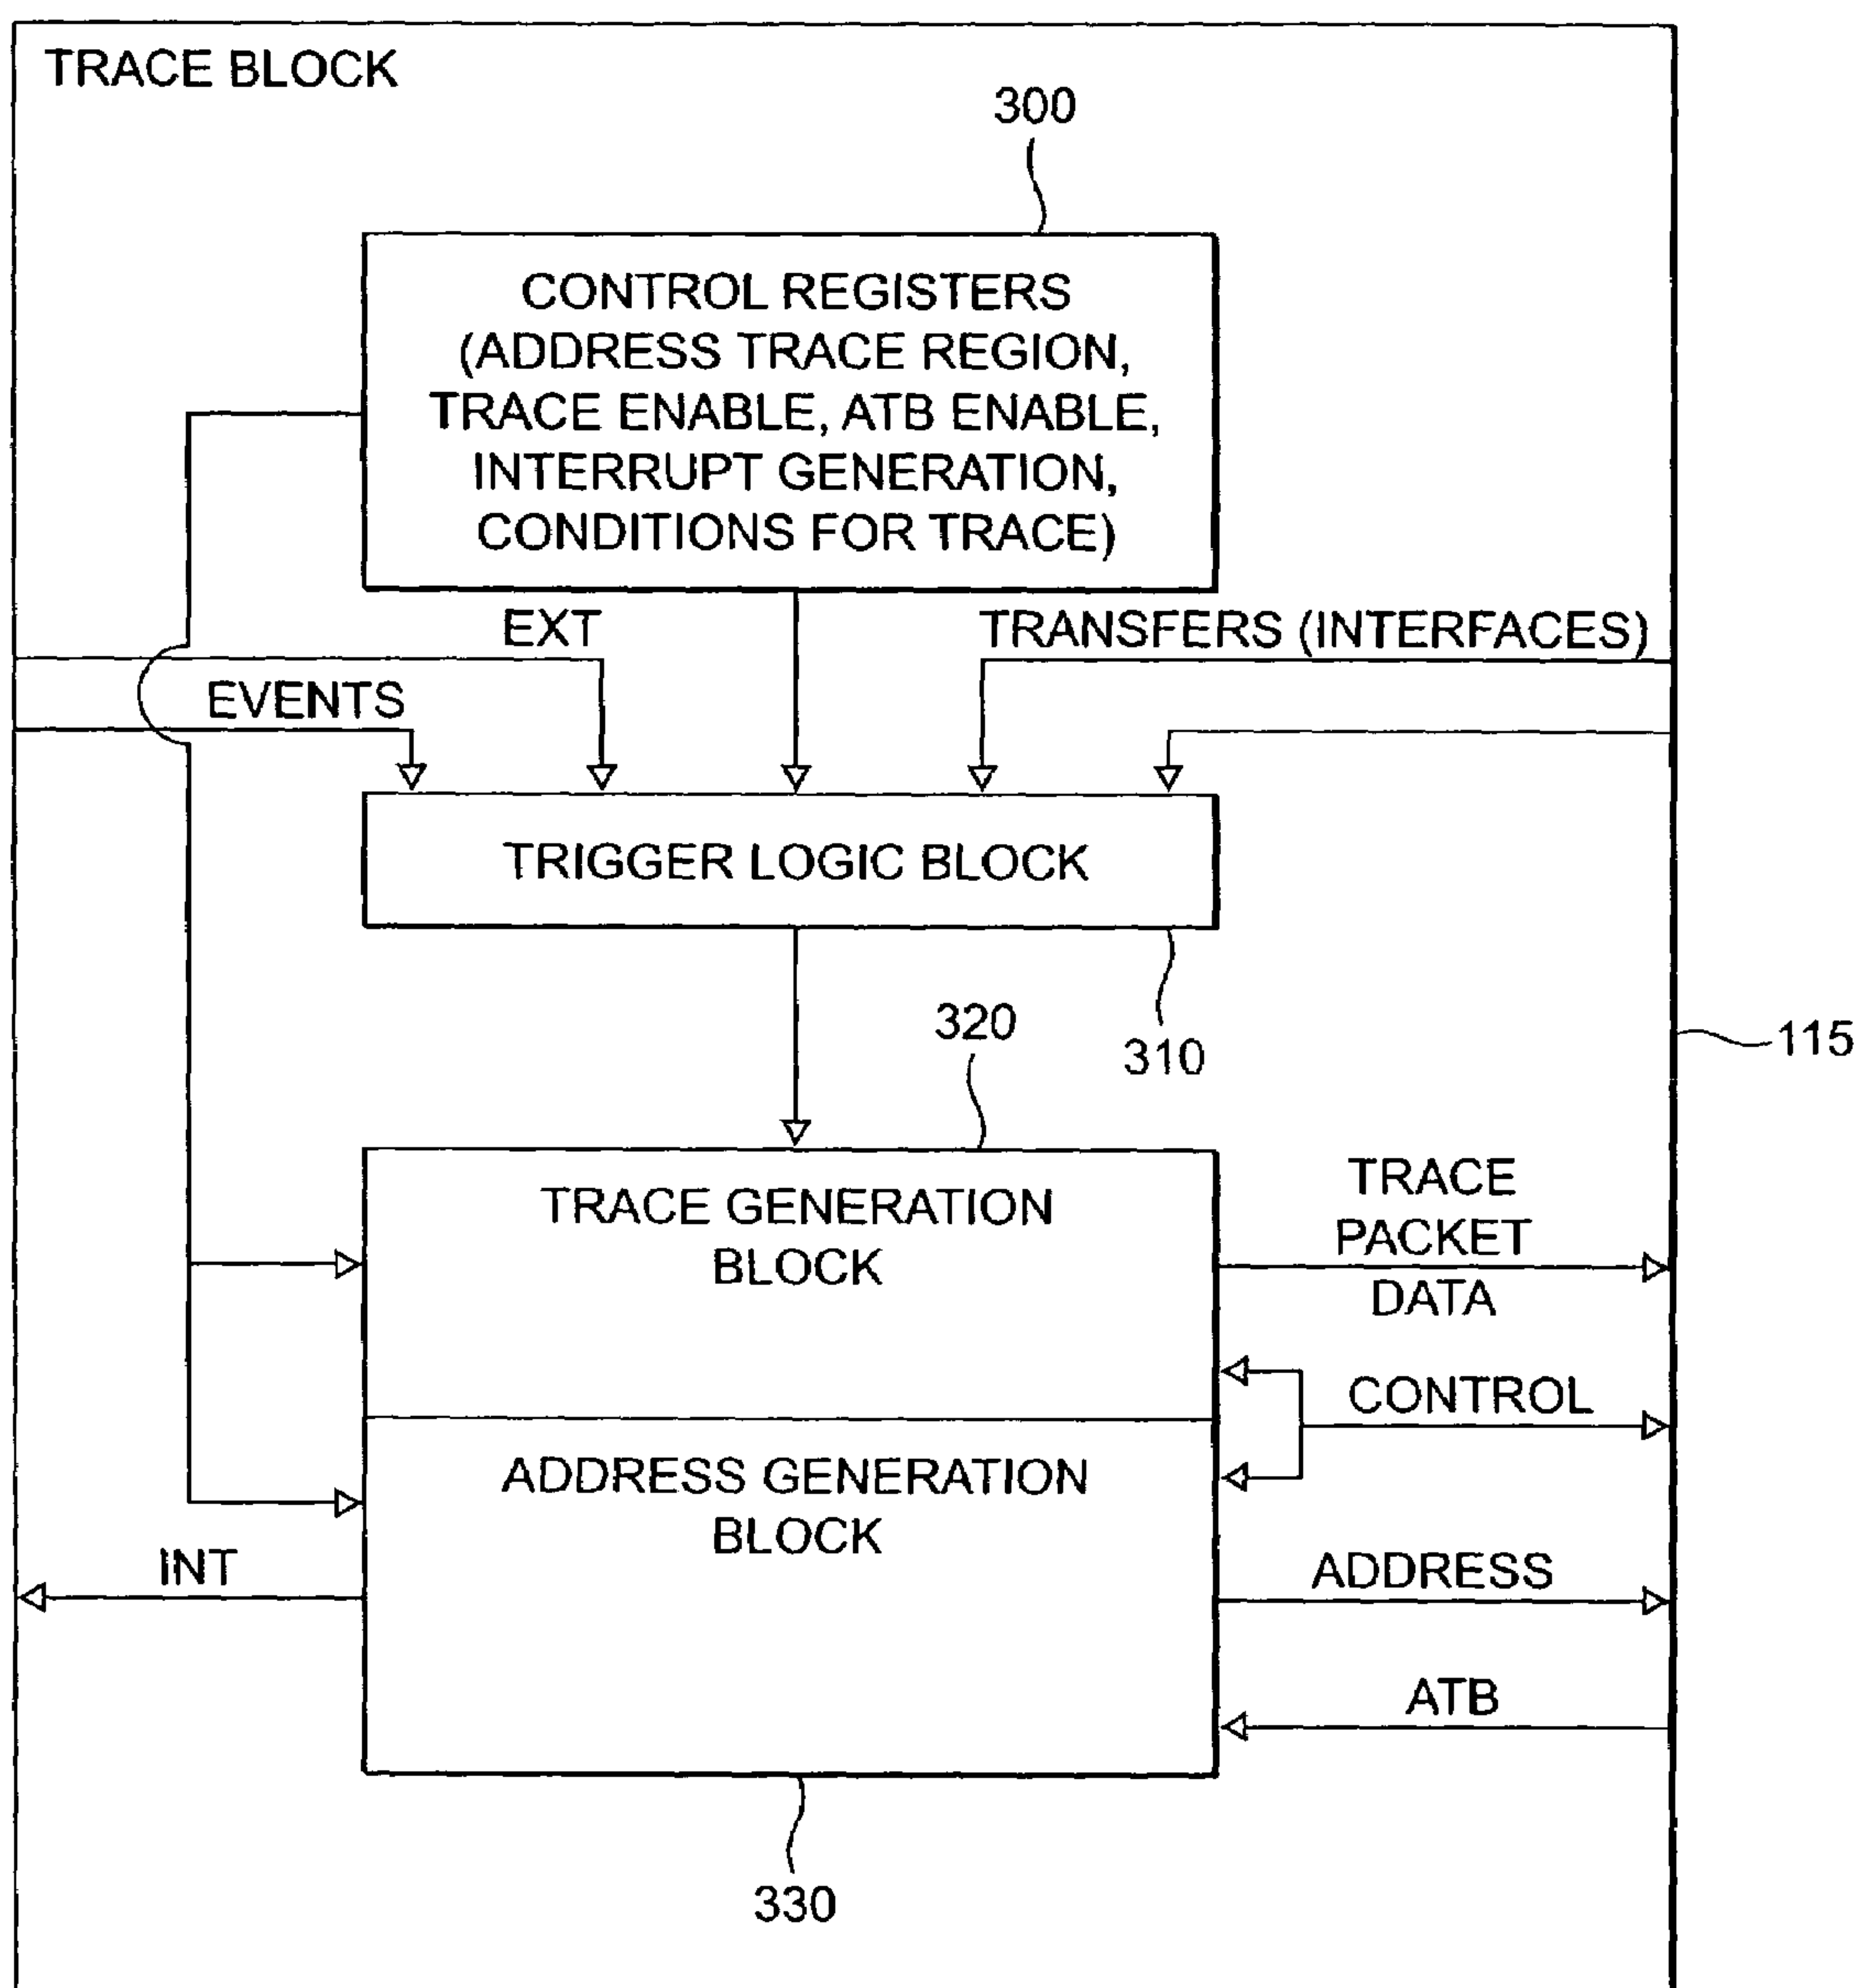 TRACE BLOCK
300
CONTROL REGISTERS
(ADDRESS TRACE REGION,
TRACE ENABLE, ATB ENABLE,
INTERRUPT GENERATION,
CONDITIONS FOR TRACE)
EXT
TRANSFERS (INTERFACES)
EVENTS
TRIGGER LOGIC BLOCK
310
115
320
TRACE GENERATION
BLOCK
TRACE
PACKET
DATA
CONTROL
ADDRESS GENERATION
BLOCK
INT
ADDRESS
ATB
330